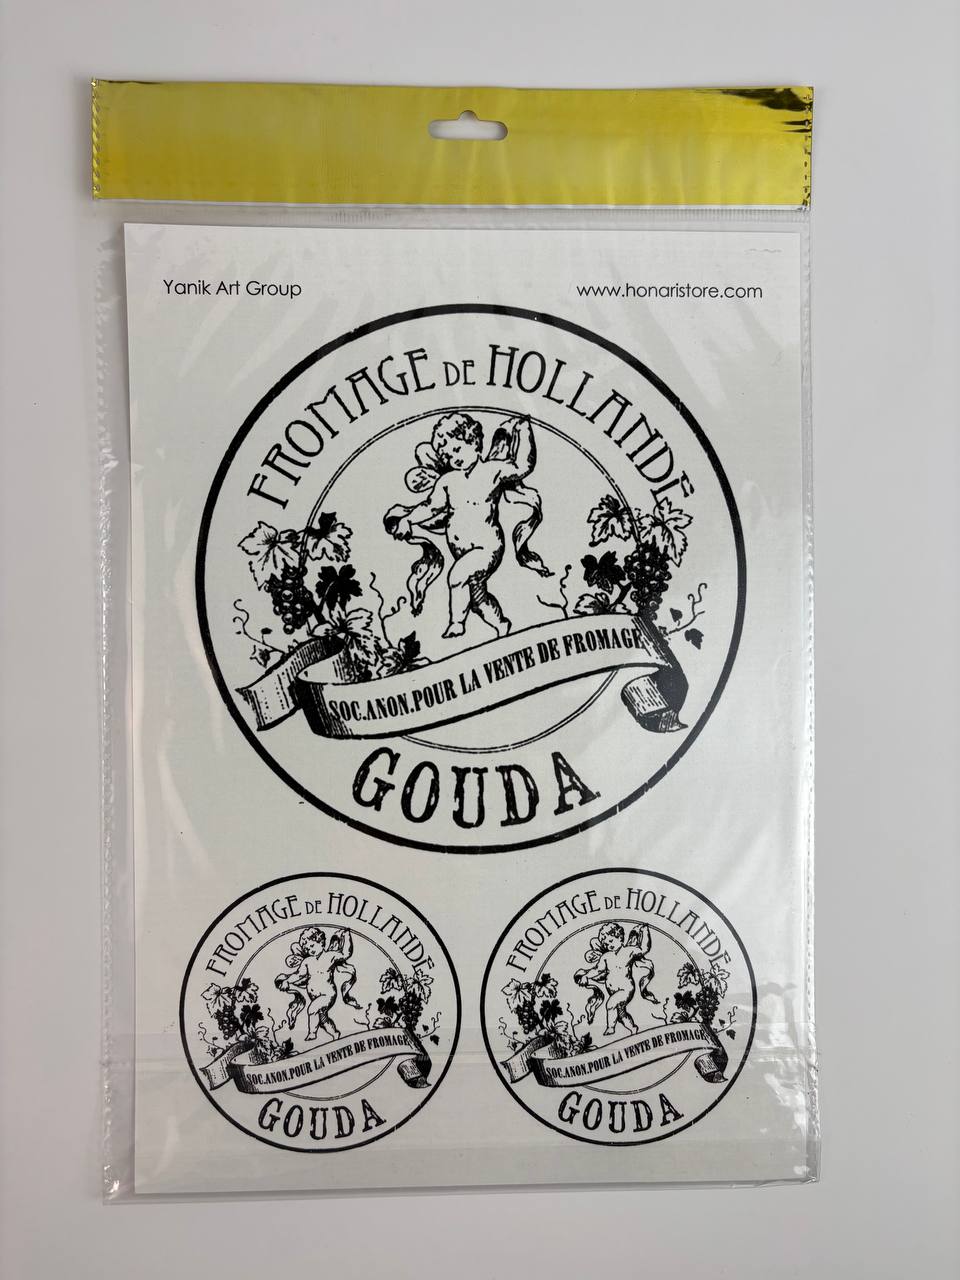 Yanik Art Group
www.honaristore.com
FROMAGE DE HOLLANDE
SOC.ANON.POUR LA VENTE DE FROMAGE
GOUDA
FROMAGE DE HOLLANDE
SOC.ANON.POUR LA VENTE DE FROMAGE
GOUDA
FROMAGE DE HOLLANDE
SOC.ANON.POUR LA VENTE DE FROMAGE
GOUDA